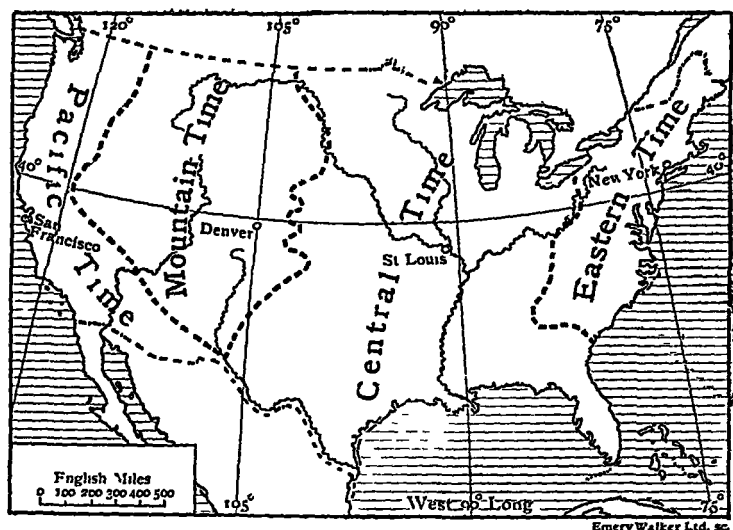 120° 105° 90° 75°
Pacific Time
Mountain Time
Central Time
Eastern Time
40° 40°
New York
San
Francisco
Denver
St Louis
English Miles
0 100 200 300 400 500
105° West 90° Long 75°
Emery Walker Ltd. sc.